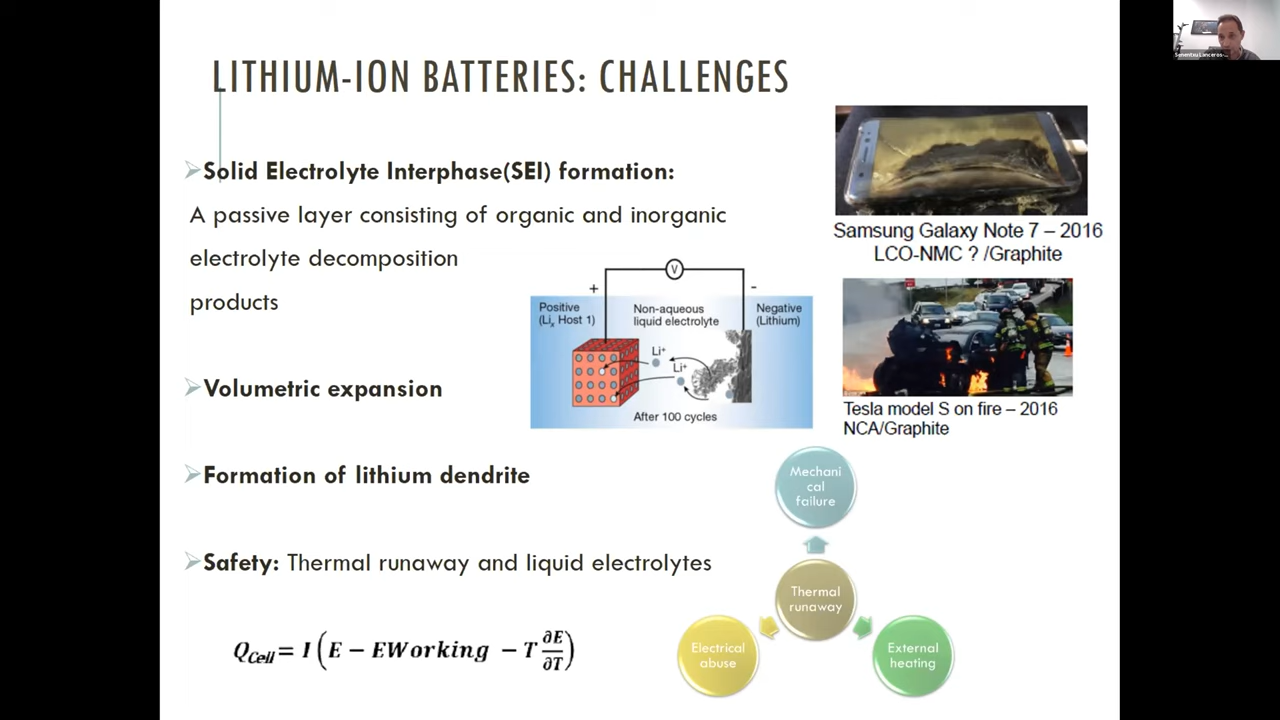 LITHIUM-ION BATTERIES: CHALLENGES
Solid Electrolyte Interphase(SEI) formation:
A passive layer consisting of organic and inorganic
electrolyte decomposition
products
Volumetric expansion
Formation of lithium dendrite
Safety: Thermal runaway and liquid electrolytes
Q_Cell = I (E − EWorking − T ∂E/∂T)
V
+
-
Positive
(Liₓ Host 1)
Non-aqueous
liquid electrolyte
Negative
(Lithium)
Li⁺
Li⁺
After 100 cycles
Samsung Galaxy Note 7 – 2016
LCO-NMC ? /Graphite
Tesla model S on fire – 2016
NCA/Graphite
Mechani
cal
failure
Thermal
runaway
Electrical
abuse
External
heating